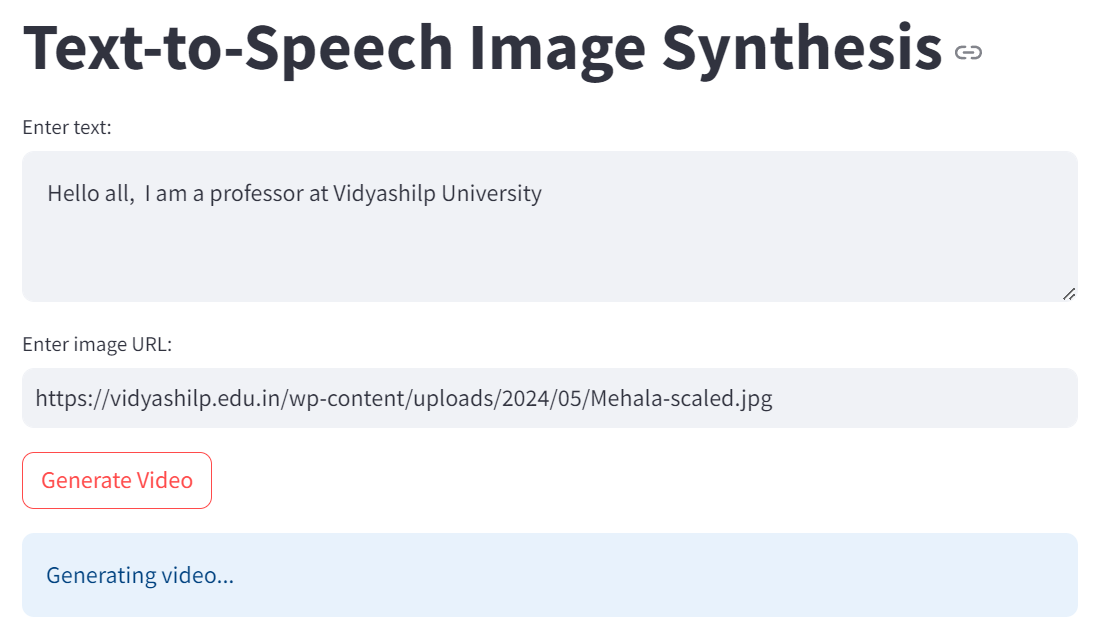 Text-to-Speech Image Synthesis
Enter text:
Hello all,  I am a professor at Vidyashilp University
Enter image URL:
https://vidyashilp.edu.in/wp-content/uploads/2024/05/Mehala-scaled.jpg
Generate Video
Generating video...